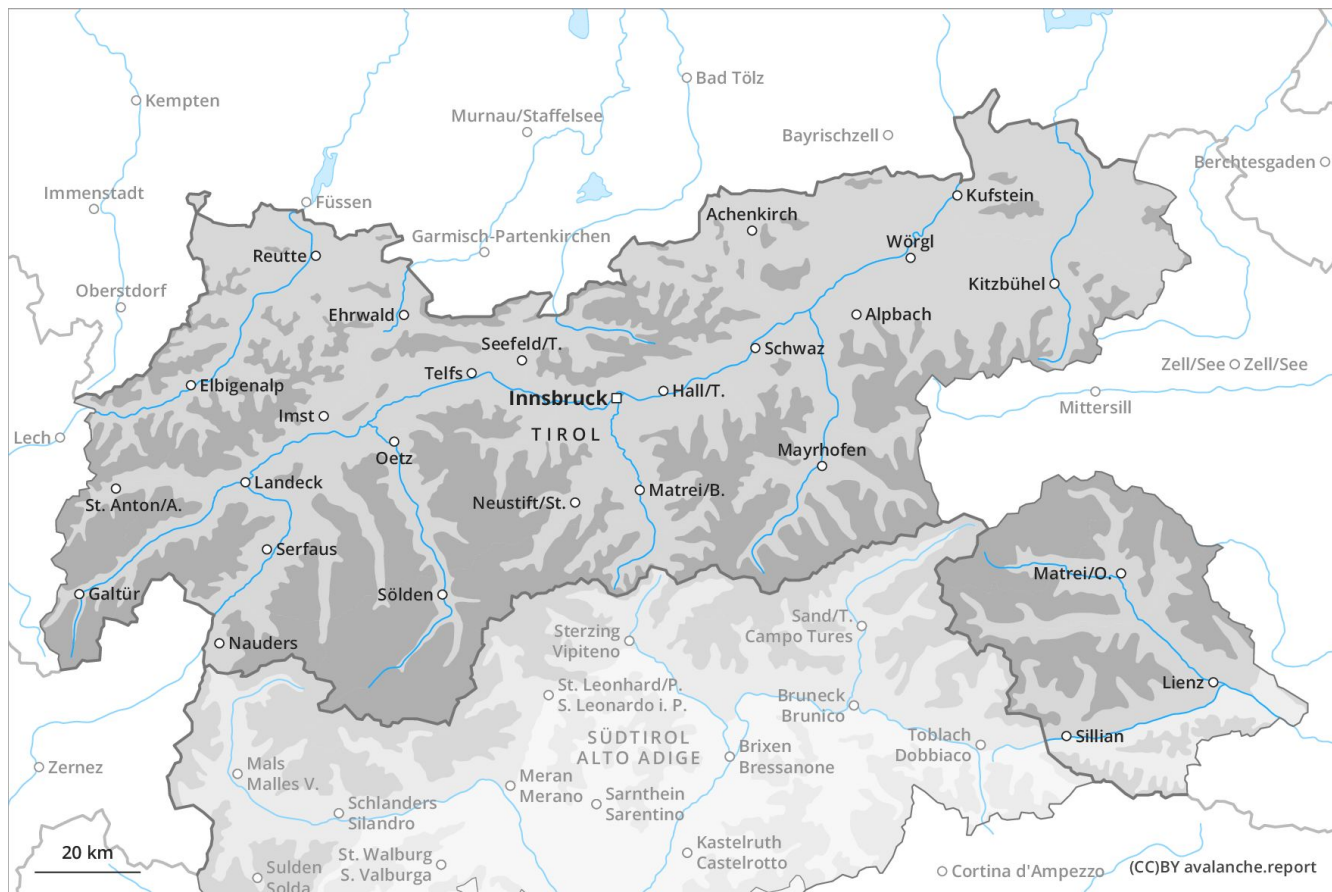 Bad Tölz
Kempten
Murnau/Staffelsee
Bayrischzell
Berchtesgaden
Immenstadt
Füssen
Kufstein
Achenkirch
Garmisch-Partenkirchen
Wörgl
Reutte
Kitzbühel
Oberstdorf
Ehrwald
Alpbach
Seefeld/T.
Schwaz
Telfs
Zell/See
Zell/See
Elbigenalp
Hall/T.
Innsbruck
Mittersill
Imst
TIROL
Lech
Oetz
Mayrhofen
Landeck
Matrei/B.
St. Anton/A.
Neustift/St.
Serfaus
Matrei/O.
Galtür
Sölden
Sand/T.
Campo Tures
Sterzing
Vipiteno
Nauders
Lienz
St. Leonhard/P.
S. Leonardo i. P.
Bruneck
Brunico
SÜDTIROL
ALTO ADIGE
Toblach
Dobbiaco
Sillian
Brixen
Bressanone
Zernez
Mals
Malles V.
Meran
Merano
Sarnthein
Sarentino
Schlanders
Silandro
Kastelruth
Castelrotto
20 km
St. Walburg
S. Valburga
Sulden
Solda
Cortina d'Ampezzo
(CC)BY avalanche.report